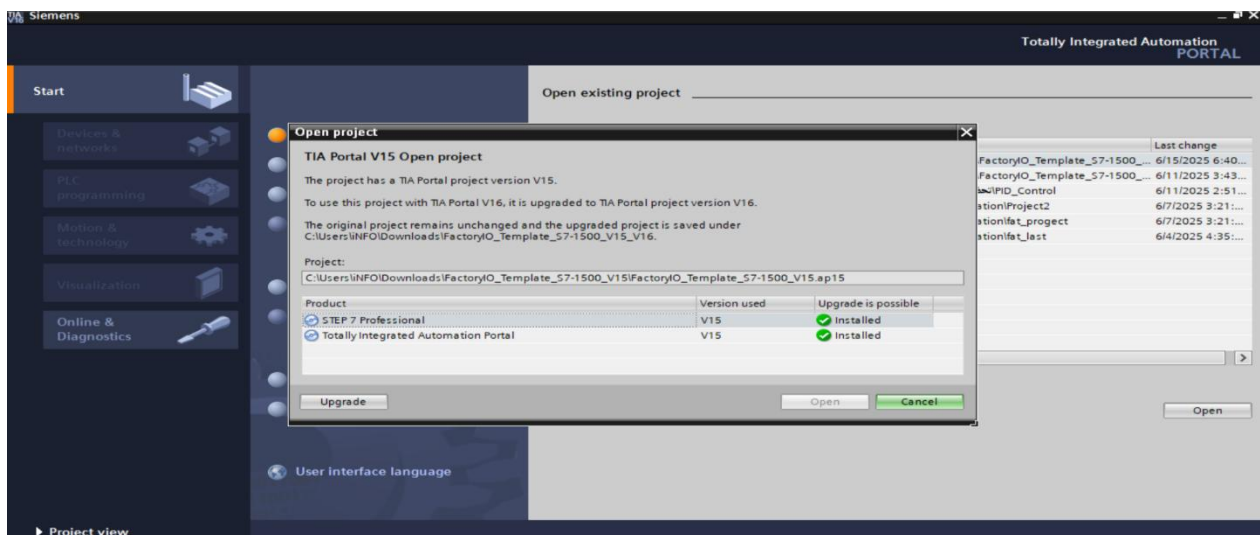 TIA
V16
Siemens
Totally Integrated Automation
PORTAL
Start
Devices &
networks
PLC
programming
Motion &
technology
Visualization
Online &
Diagnostics
Project view
User interface language
Open existing project
Last change
\FactoryIO_Template_S7-1500_... 6/15/2025 6:40...
\FactoryIO_Template_S7-1500_... 6/11/2025 3:43...
\PID_Control 6/11/2025 2:51...
ation\Project2 6/7/2025 3:21:...
ation\fat_progect 6/7/2025 3:21:...
ation\fat_last 6/4/2025 4:35:...
Open
Open project
TIA Portal V15 Open project
The project has a TIA Portal project version V15.
To use this project with TIA Portal V16, it is upgraded to TIA Portal project version V16.
The original project remains unchanged and the upgraded project is saved under
C:\Users\iNFO\Downloads\FactoryIO_Template_S7-1500_V15_V16.
Project:
C:\Users\iNFO\Downloads\FactoryIO_Template_S7-1500_V15\FactoryIO_Template_S7-1500_V15.ap15
Product Version used Upgrade is possible
STEP 7 Professional V15 Installed
Totally Integrated Automation Portal V15 Installed
Upgrade Open Cancel